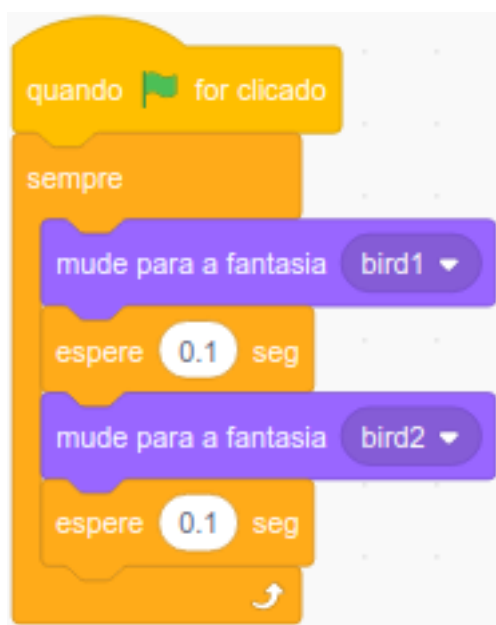 quando for clicado
sempre
mude para a fantasia bird1
espere 0.1 seg
mude para a fantasia bird2
espere 0.1 seg